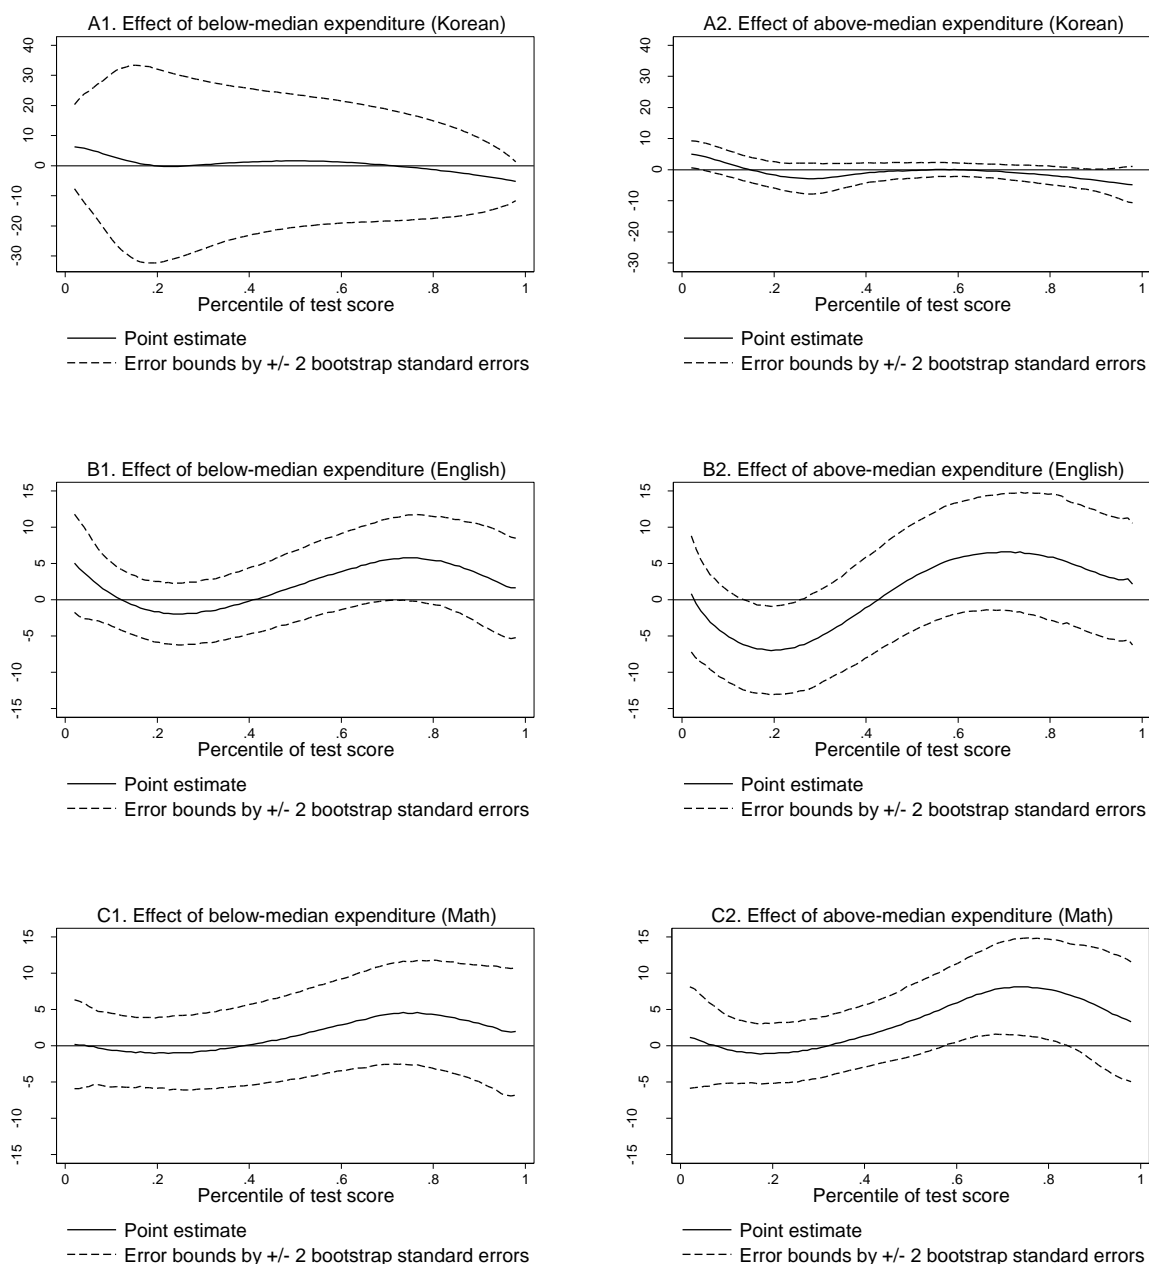 A1. Effect of below-median expenditure (Korean)
40
30
20
10
0
-10
-20
-30
0 .2 .4 .6 .8 1
Percentile of test score
Point estimate
Error bounds by +/- 2 bootstrap standard errors
A2. Effect of above-median expenditure (Korean)
40
30
20
10
0
-10
-20
-30
0 .2 .4 .6 .8 1
Percentile of test score
Point estimate
Error bounds by +/- 2 bootstrap standard errors
B1. Effect of below-median expenditure (English)
15
10
5
0
-5
-10
-15
0 .2 .4 .6 .8 1
Percentile of test score
Point estimate
Error bounds by +/- 2 bootstrap standard errors
B2. Effect of above-median expenditure (English)
15
10
5
0
-5
-10
-15
0 .2 .4 .6 .8 1
Percentile of test score
Point estimate
Error bounds by +/- 2 bootstrap standard errors
C1. Effect of below-median expenditure (Math)
15
10
5
0
-5
-10
-15
0 .2 .4 .6 .8 1
Percentile of test score
Point estimate
Error bounds by +/- 2 bootstrap standard errors
C2. Effect of above-median expenditure (Math)
15
10
5
0
-5
-10
-15
0 .2 .4 .6 .8 1
Percentile of test score
Point estimate
Error bounds by +/- 2 bootstrap standard errors